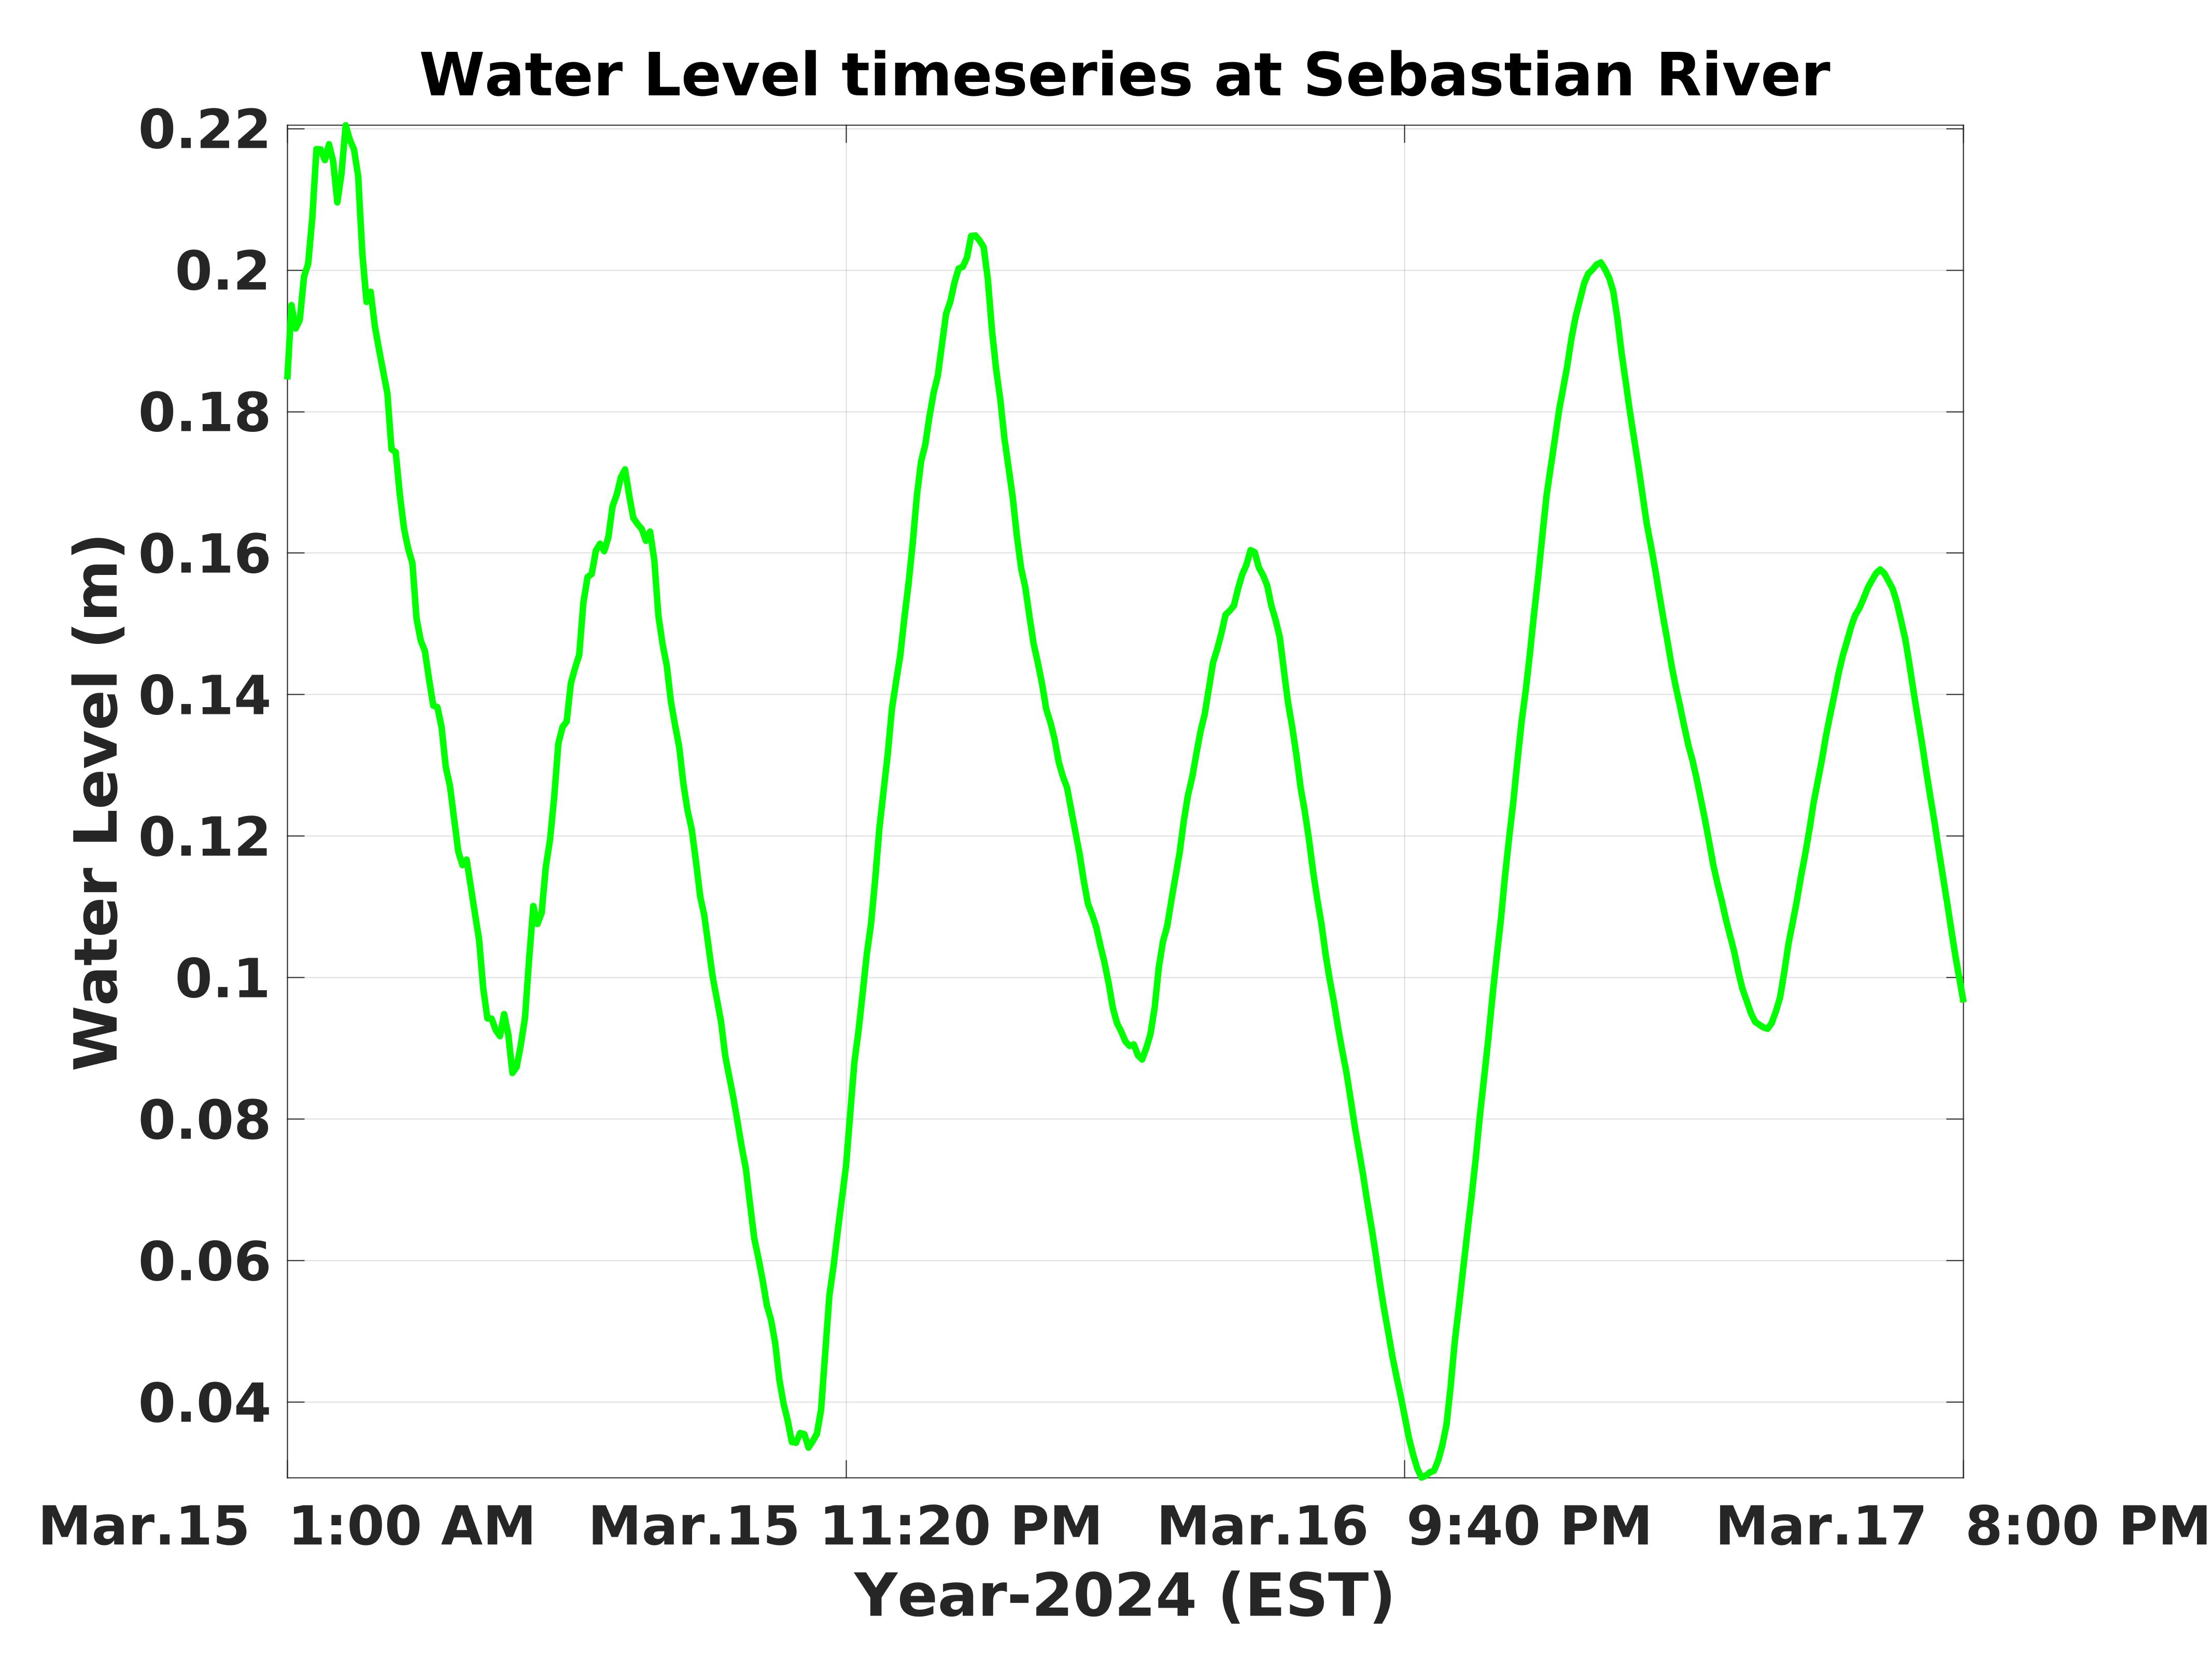 Water Level timeseries at Sebastian River
0.22
0.2
0.18
0.16
0.14
0.12
0.1
0.08
0.06
0.04
Water Level (m)
Mar.15 1:00 AM
Mar.15 11:20 PM
Mar.16 9:40 PM
Mar.17 8:00 PM
Year-2024 (EST)